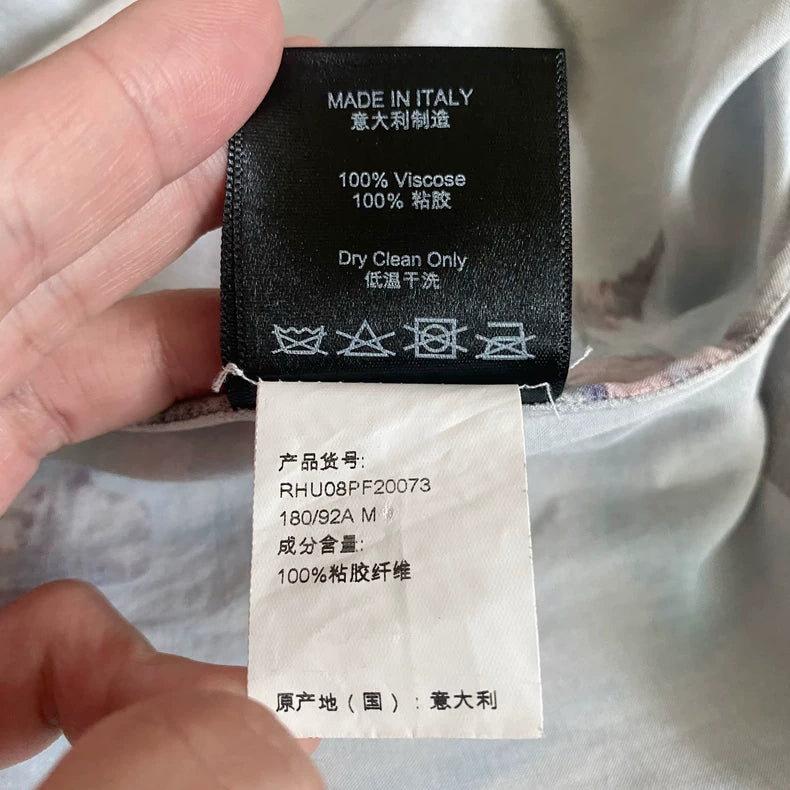 MADE IN ITALY
意大利制造
100% Viscose
100% 粘胶
Dry Clean Only
低温干洗
产品货号:
RHU08PF20073
180/92A M
成分含量:
100%粘胶纤维
原产地（国）: 意大利